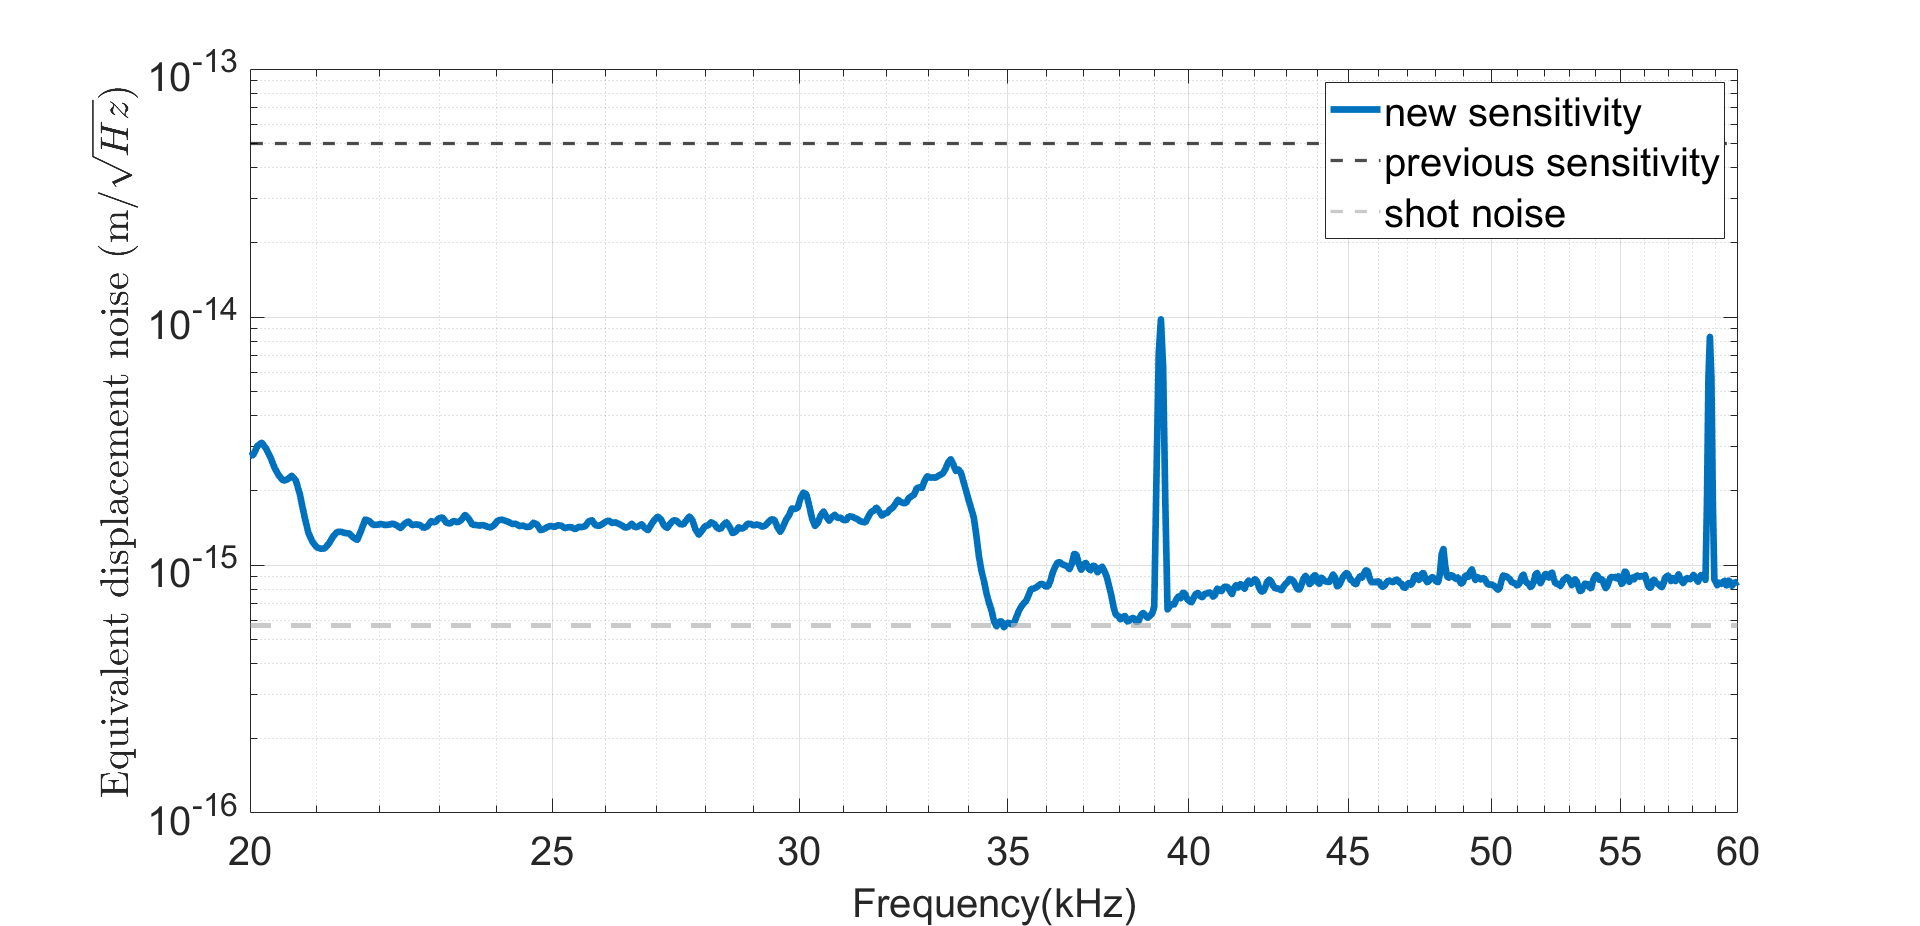 Equivalent displacement noise (m/√Hz)
10^-13
10^-14
10^-15
10^-16
new sensitivity
previous sensitivity
shot noise
20 25 30 35 40 45 50 55 60
Frequency(kHz)